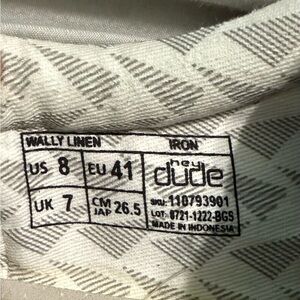 WALLY LINEN IRON
US 8 EU 41 hey dude
UK 7 CM JAP 26.5 SKU: 110793901
LOT: 8721-1222-BGS
MADE IN INDONESIA